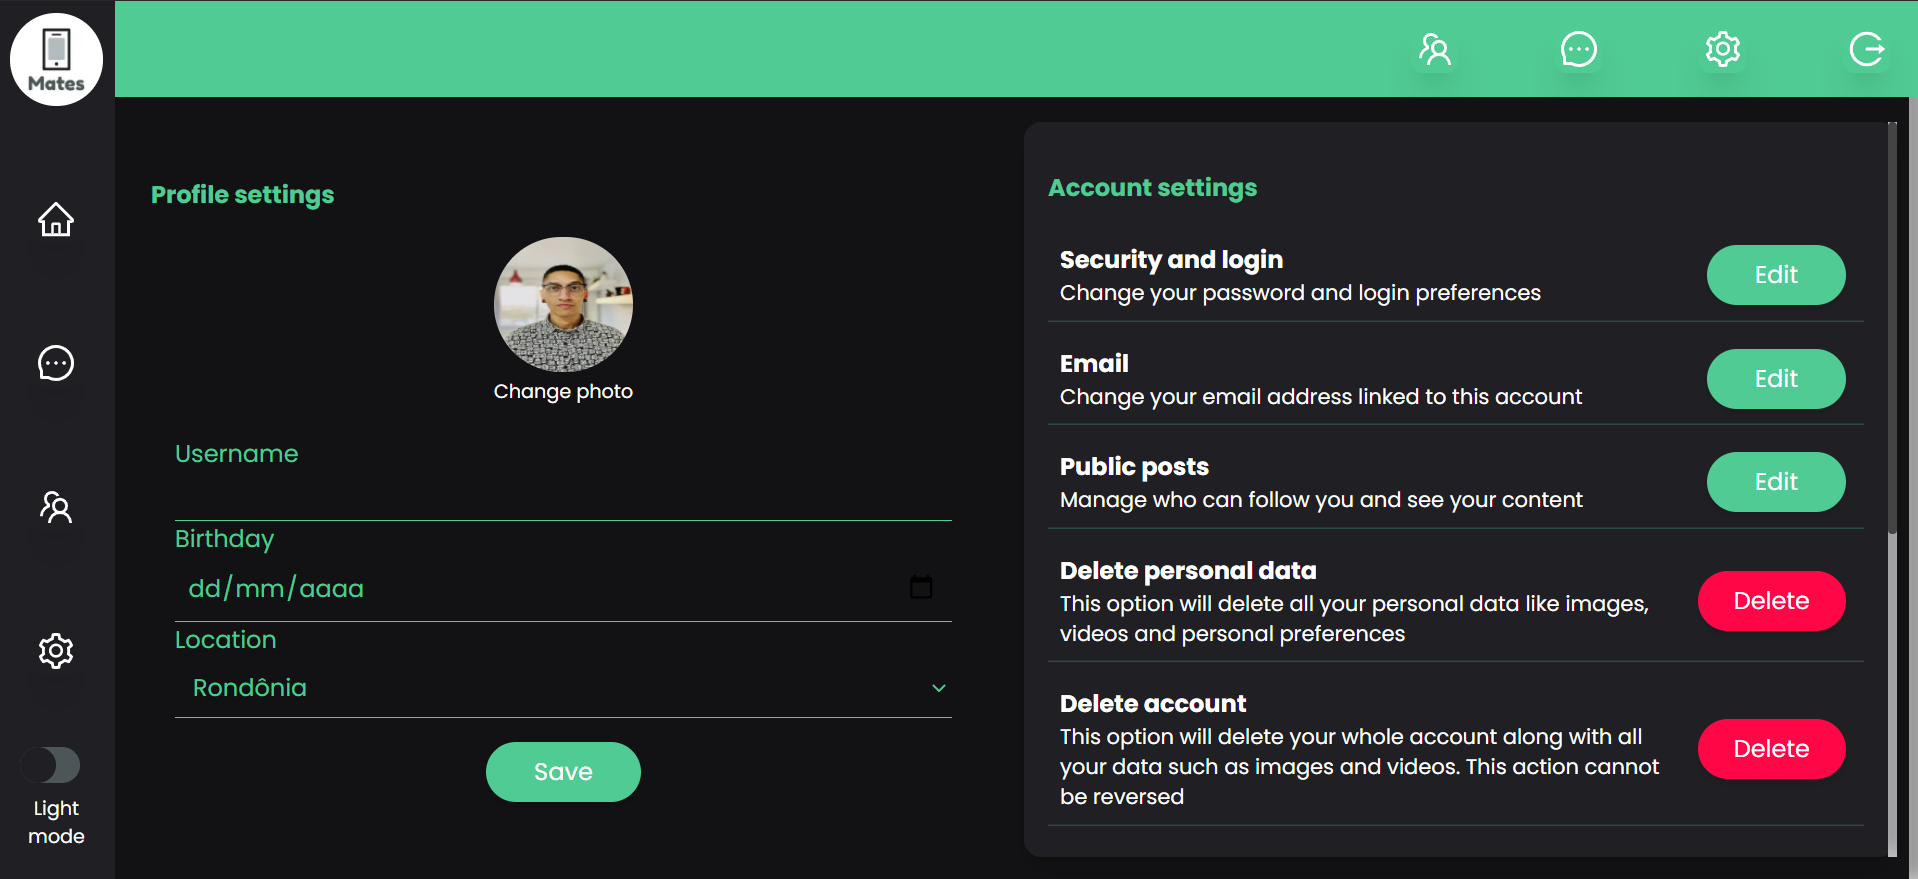 Mates
Profile settings
Change photo
Username
Birthday
dd/mm/aaaa
Location
Rondônia
Save
Light
mode
Account settings
Security and login
Change your password and login preferences
Edit
Email
Change your email address linked to this account
Edit
Public posts
Manage who can follow you and see your content
Edit
Delete personal data
This option will delete all your personal data like images,
videos and personal preferences
Delete
Delete account
This option will delete your whole account along with all
your data such as images and videos. This action cannot
be reversed
Delete